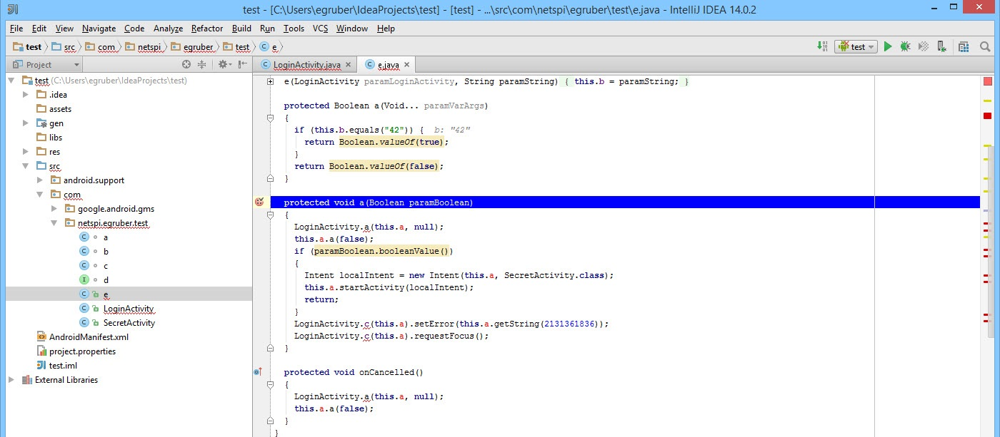 test - [C:\Users\egruber\IdeaProjects\test] - [test] - ...\src\com\netspi\egruber\test\e.java - IntelliJ IDEA 14.0.2
File Edit View Navigate Code Analyze Refactor Build Run Tools VCS Window Help
test src com netspi egruber test e test
Project
LoginActivity.java e.java
test (C:\Users\egruber\IdeaProjects\test)
.idea
assets
gen
libs
res
src
android.support
com
google.android.gms
netspi.egruber.test
a
b
c
d
e
LoginActivity
SecretActivity
AndroidManifest.xml
project.properties
test.iml
External Libraries
e(LoginActivity paramLoginActivity, String paramString) { this.b = paramString; }
protected Boolean a(Void... paramVarArgs)
{
if (this.b.equals("42")) { b: "42"
return Boolean.valueOf(true);
}
return Boolean.valueOf(false);
}
protected void a(Boolean paramBoolean)
{
LoginActivity.a(this.a, null);
this.a.a(false);
if (paramBoolean.booleanValue())
{
Intent localIntent = new Intent(this.a, SecretActivity.class);
this.a.startActivity(localIntent);
return;
}
LoginActivity.c(this.a).setError(this.a.getString(2131361836));
LoginActivity.c(this.a).requestFocus();
}
protected void onCancelled()
{
LoginActivity.a(this.a, null);
this.a.a(false);
}
}